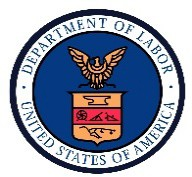 DEPARTMENT OF LABOR
UNITED STATES OF AMERICA